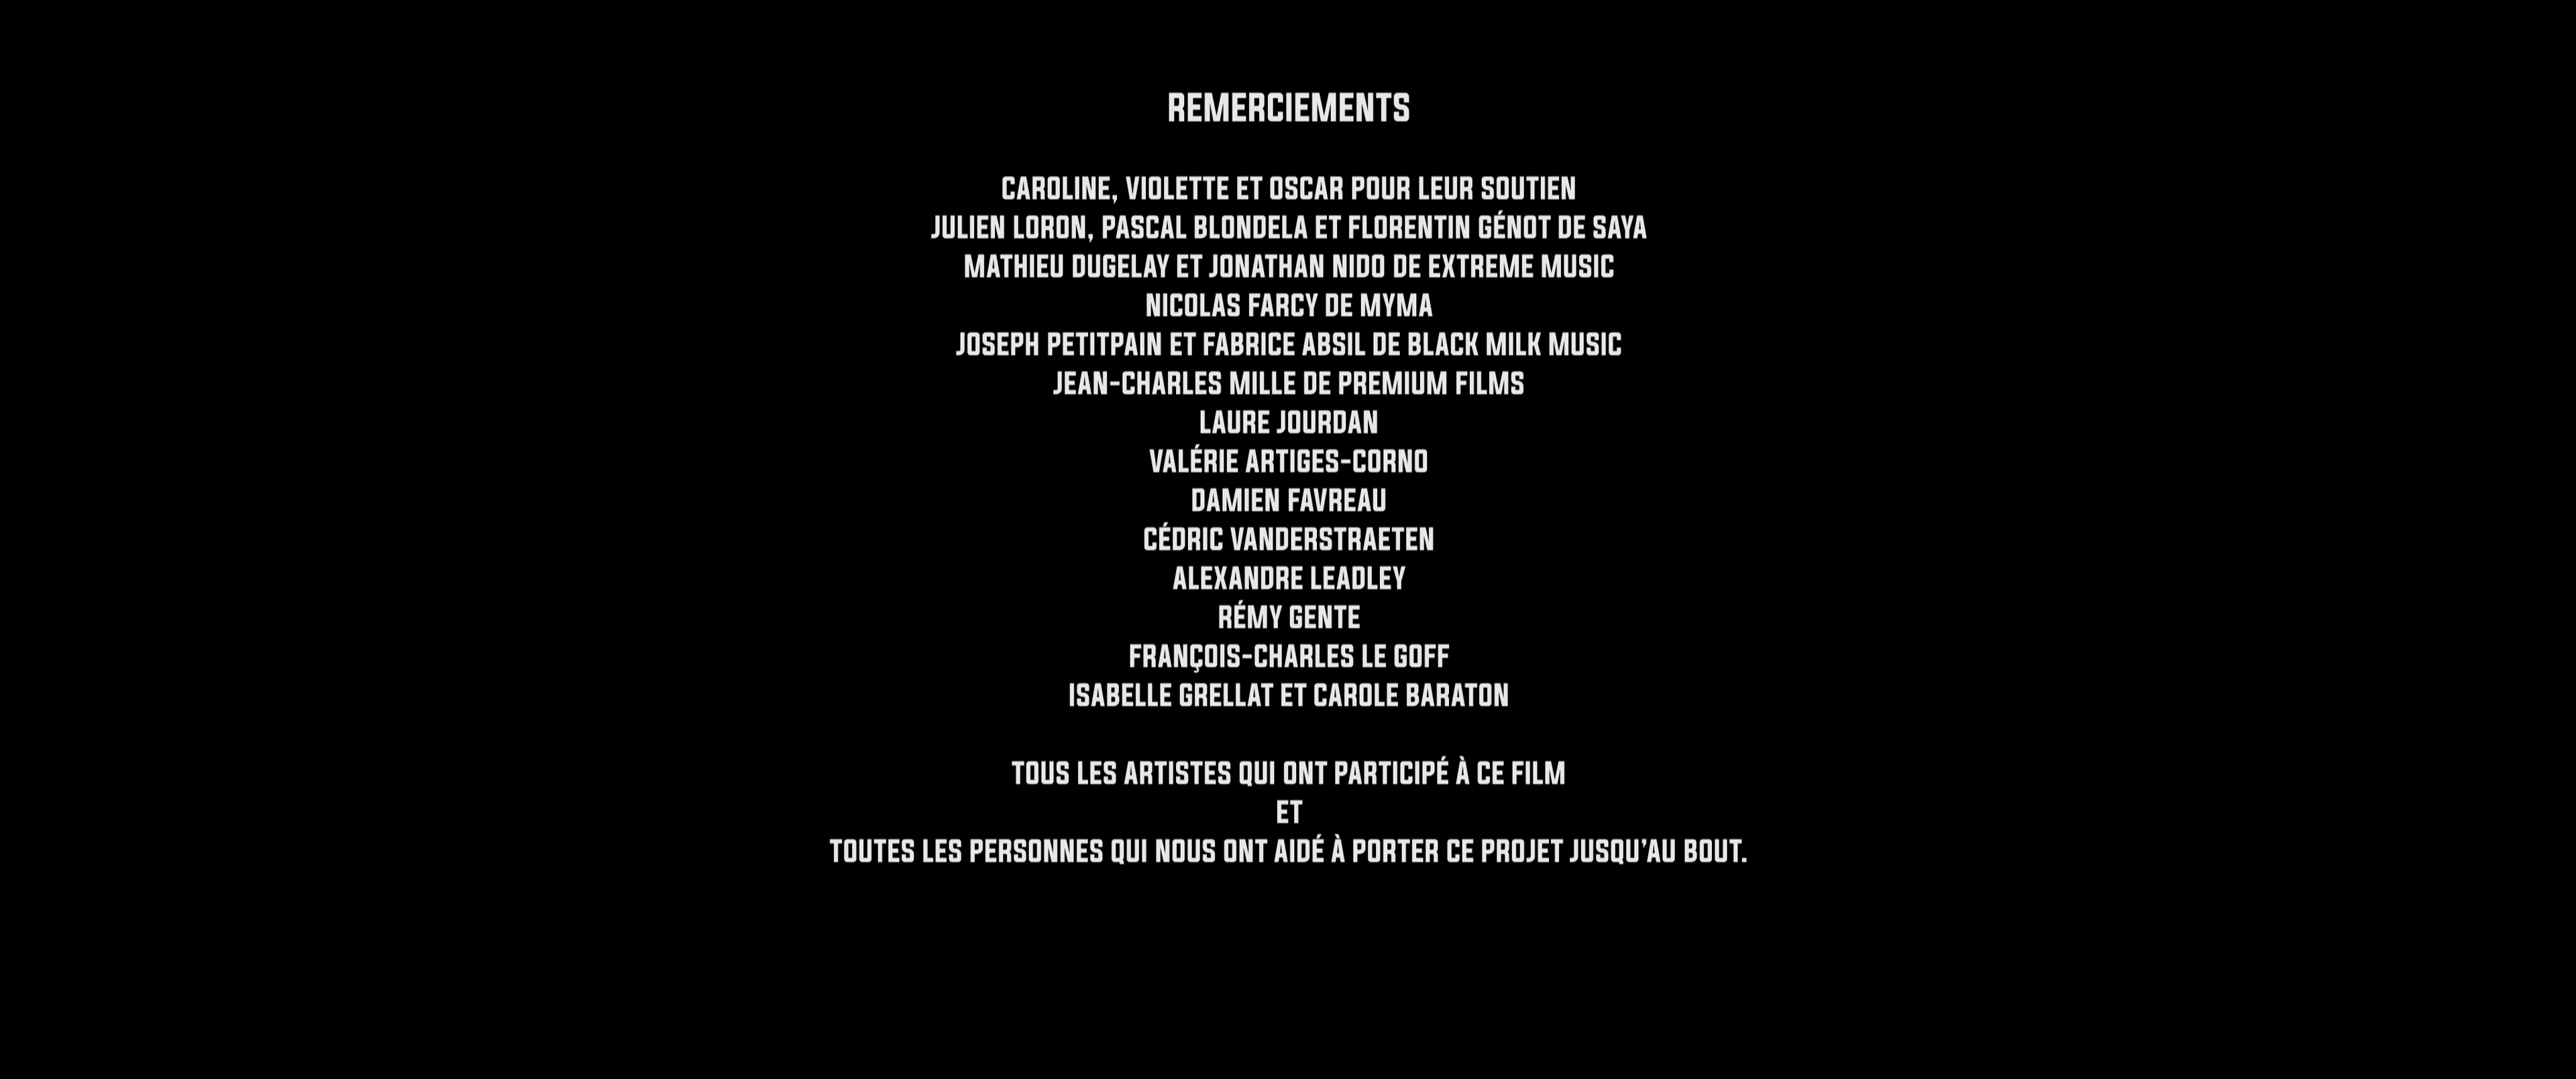 REMERCIEMENTS
CAROLINE, VIOLETTE ET OSCAR POUR LEUR SOUTIEN
JULIEN LORON, PASCAL BLONDELA ET FLORENTIN GÉNOT DE SAYA
MATHIEU DUGELAY ET JONATHAN NIDO DE EXTREME MUSIC
NICOLAS FARCY DE MYMA
JOSEPH PETITPAIN ET FABRICE ABSIL DE BLACK MILK MUSIC
JEAN-CHARLES MILLE DE PREMIUM FILMS
LAURE JOURDAN
VALÉRIE ARTIGES-CORNO
DAMIEN FAVREAU
CÉDRIC VANDERSTRAETEN
ALEXANDRE LEADLEY
RÉMY GENTE
FRANÇOIS-CHARLES LE GOFF
ISABELLE GRELLAT ET CAROLE BARATON
TOUS LES ARTISTES QUI ONT PARTICIPÉ À CE FILM
ET
TOUTES LES PERSONNES QUI NOUS ONT AIDÉ À PORTER CE PROJET JUSQU'AU BOUT.